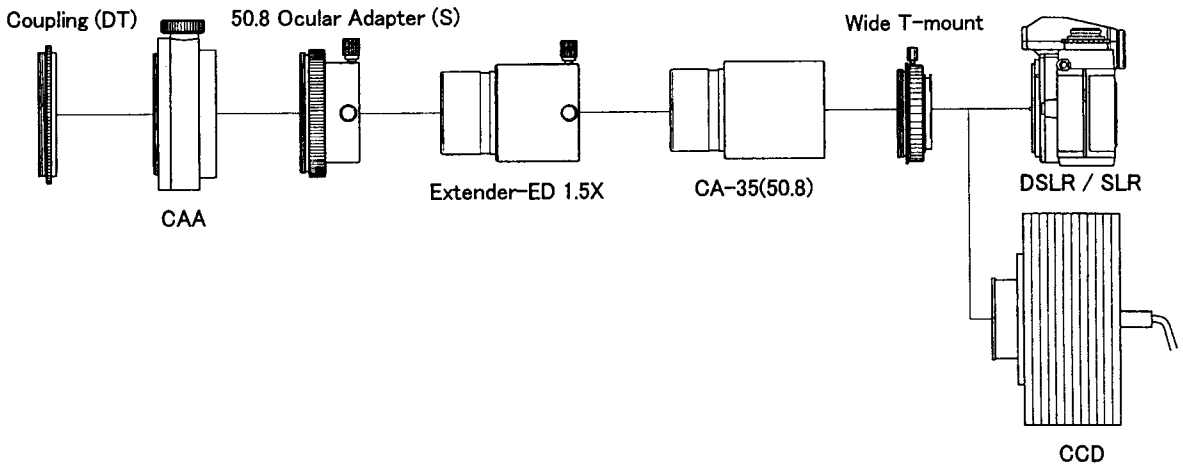 Coupling (DT)
50.8 Ocular Adapter (S)
Wide T-mount
CAA
Extender-ED 1.5X
CA-35(50.8)
DSLR / SLR
CCD